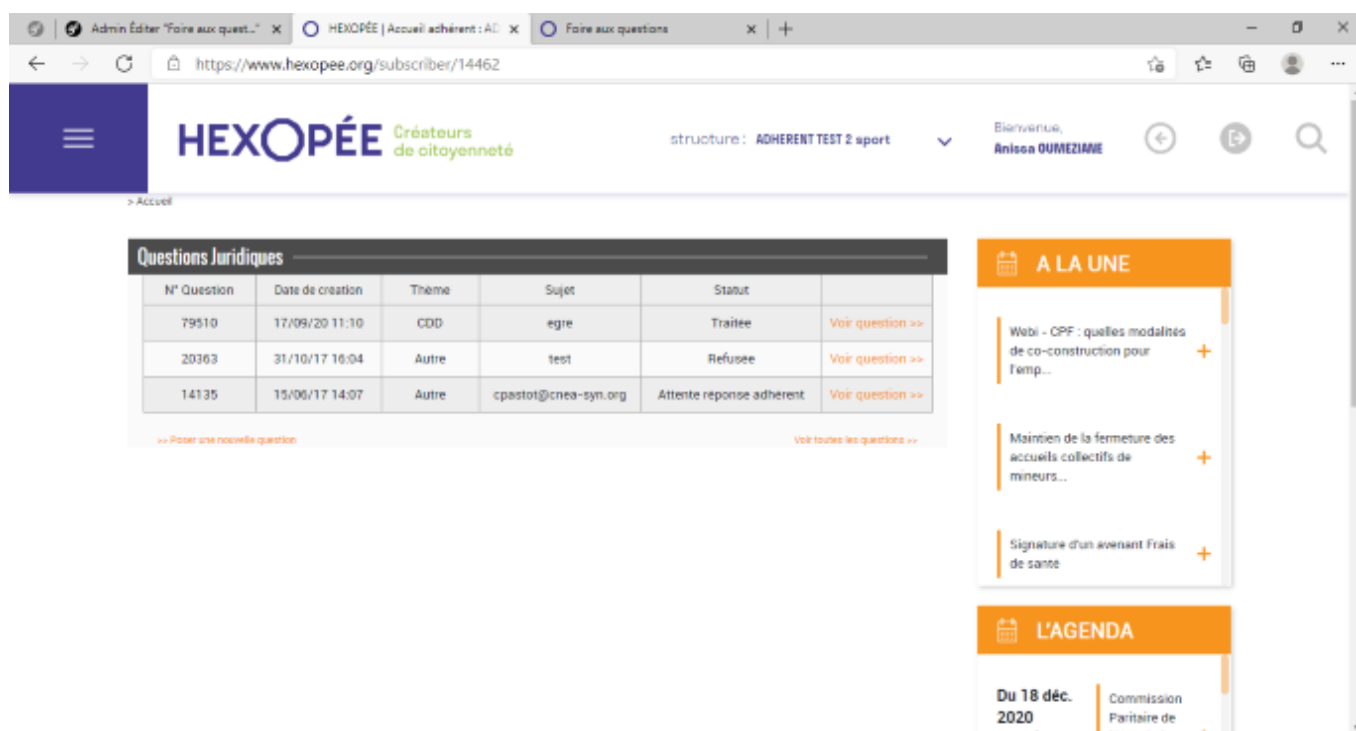 Admin Éditer "Foire aux quest..."
HEXOPÉE | Accueil adhérent : AD
Foire aux questions
https://www.hexopee.org/subscriber/14462
HEXOPÉE Créateurs
de citoyenneté
structure : ADHERENT TEST 2 sport
Bienvenue,
Anissa OUMEZIANE
> Accueil
Questions Juridiques
N° Question Date de creation Thème Sujet Statut
79510 17/09/20 11:10 CDD egre Traitée Voir question >>
20363 31/10/17 16:04 Autre test Refusée Voir question >>
14135 15/06/17 14:07 Autre cpastot@cnea-syn.org Attente réponse adhérent Voir question >>
>> Poser une nouvelle question
Voir toutes les questions >>
A LA UNE
Webi - CPF : quelles modalités
de co-construction pour
l'emp...
Maintien de la fermeture des
accueils collectifs de
mineurs...
Signature d'un avenant Frais
de santé
L'AGENDA
Du 18 déc.
2020
Commission
Paritaire de